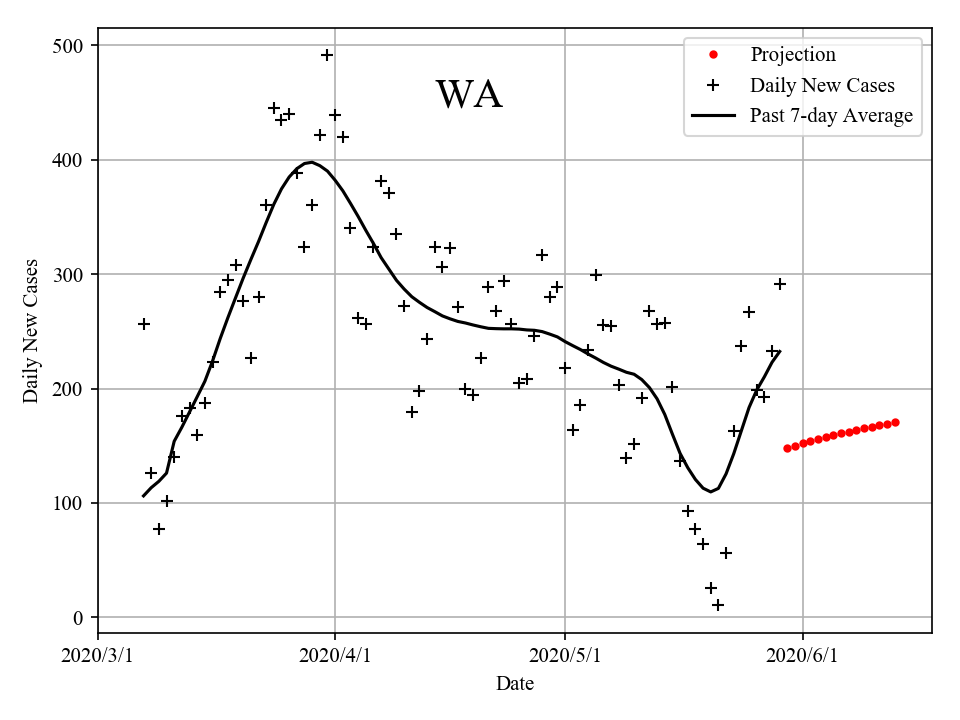 WA
Projection
Daily New Cases
Past 7-day Average
500
400
300
200
100
0
Daily New Cases
2020/3/1 2020/4/1 2020/5/1 2020/6/1
Date